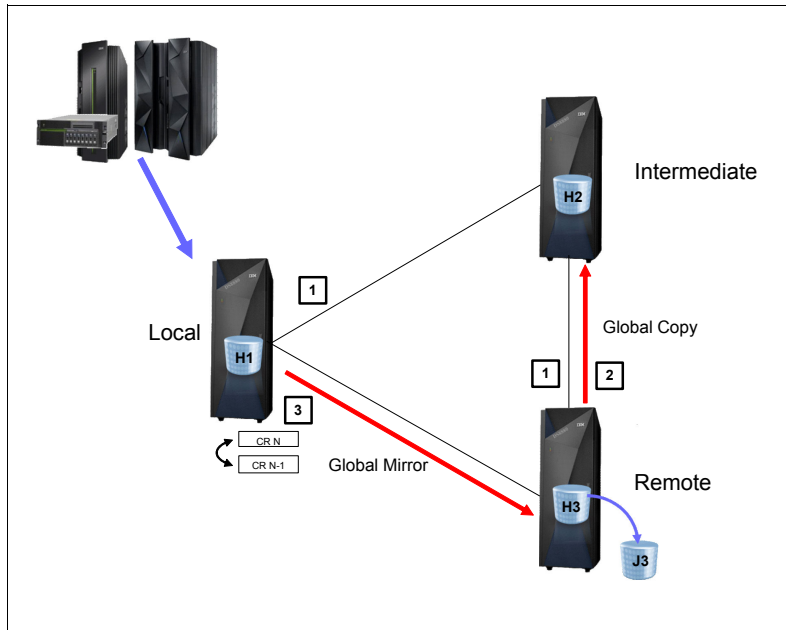 Intermediate
H2
1
Local
H1
Global Copy
1
2
3
CR N
CR N-1
Global Mirror
Remote
H3
J3